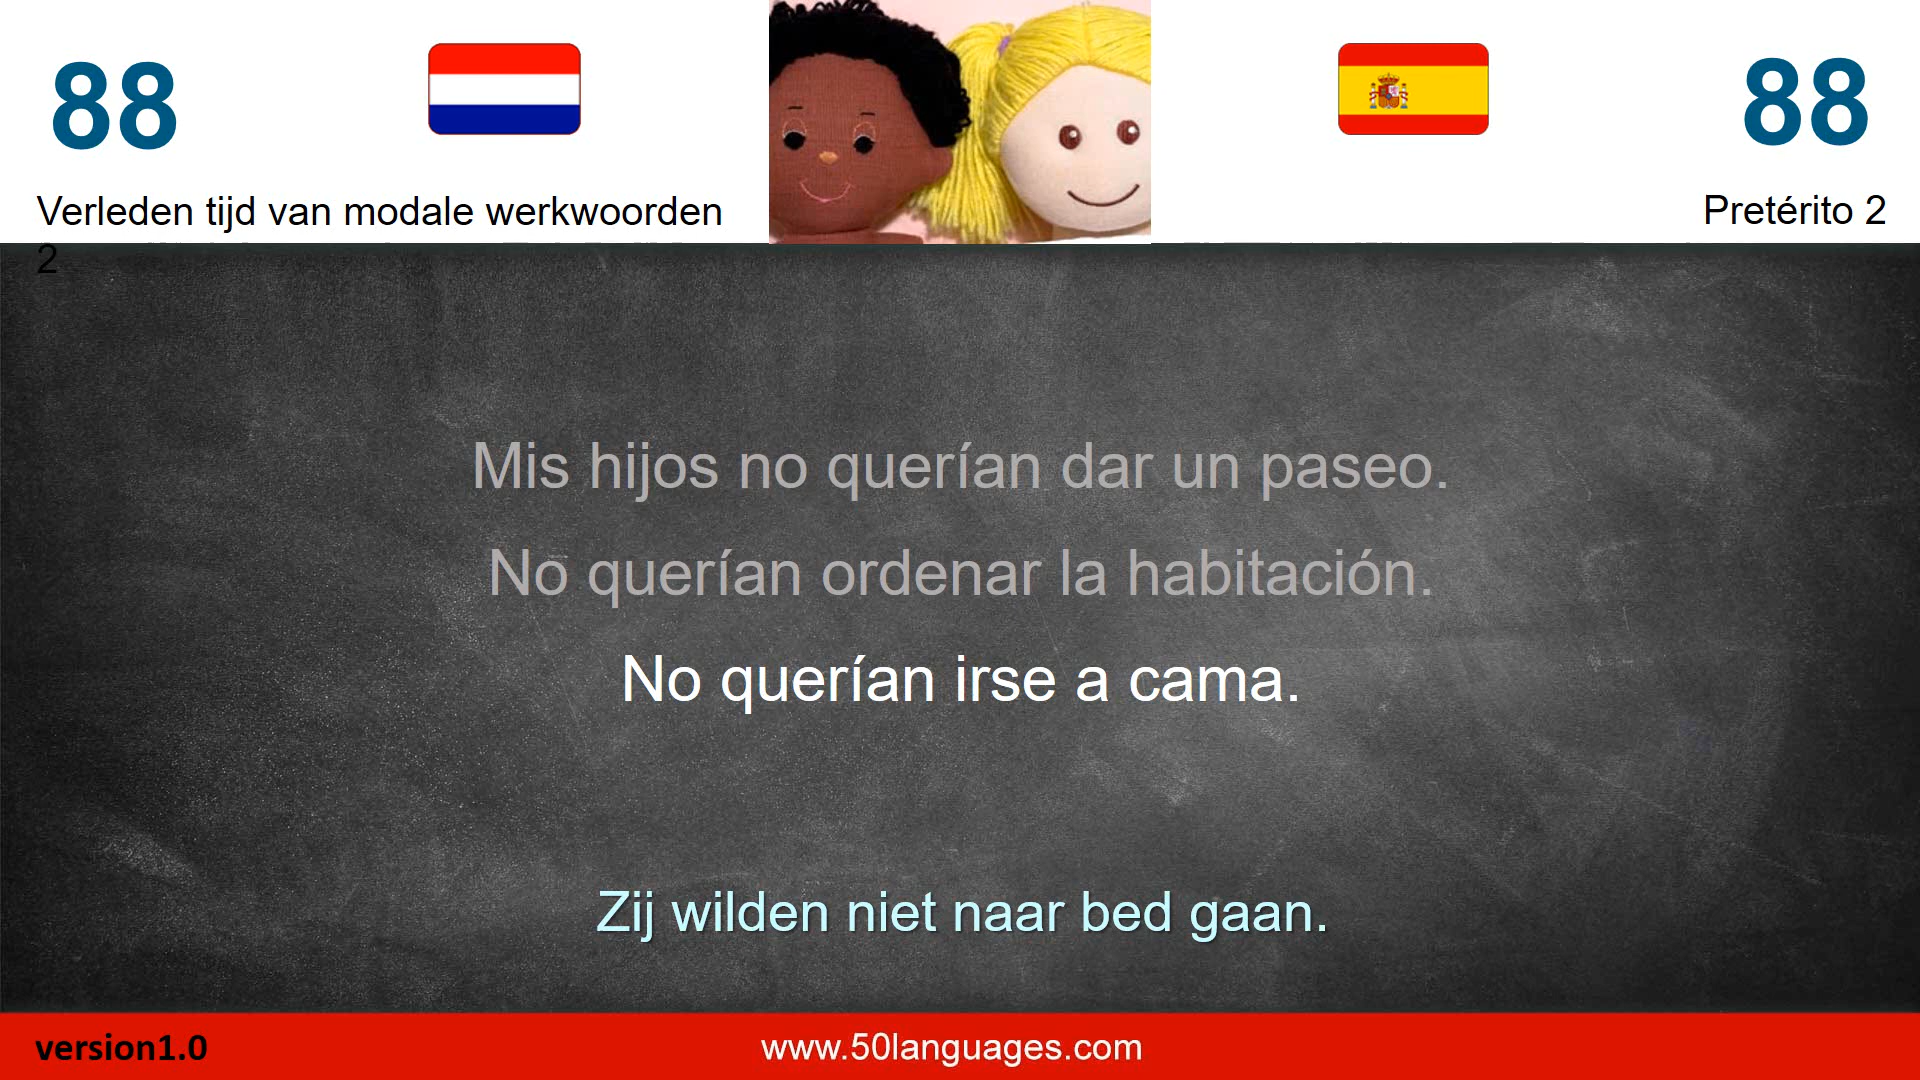 88
88
Verleden tijd van modale werkwoorden
2
Pretérito 2
Mis hijos no querían dar un paseo.
No querían ordenar la habitación.
No querían irse a cama.
Zij wilden niet naar bed gaan.
version1.0
www.50languages.com